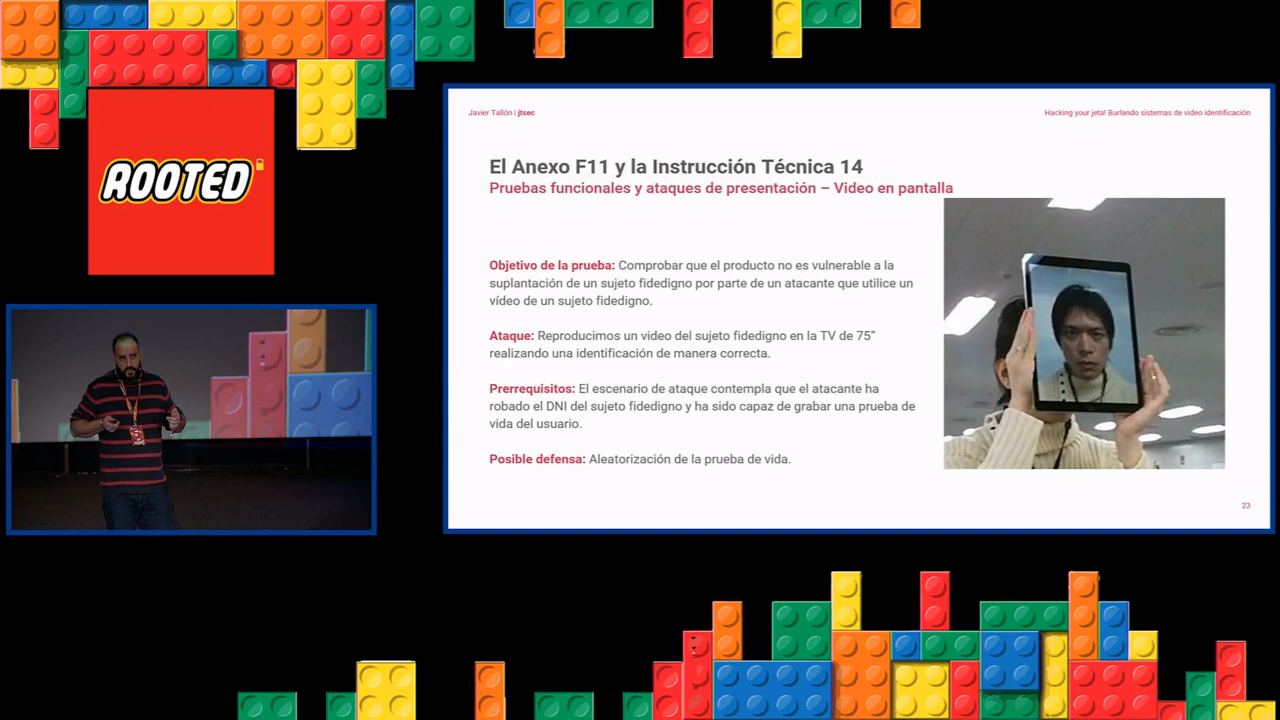 ROOTED
Javier Tallón | jtsec
Hacking your jeta! Burlando sistemas de video identificación
El Anexo F11 y la Instrucción Técnica 14
Pruebas funcionales y ataques de presentación – Video en pantalla
Objetivo de la prueba: Comprobar que el producto no es vulnerable a la
suplantación de un sujeto fidedigno por parte de un atacante que utilice un
vídeo de un sujeto fidedigno.
Ataque: Reproducimos un video del sujeto fidedigno en la TV de 75"
realizando una identificación de manera correcta.
Prerrequisitos: El escenario de ataque contempla que el atacante ha
robado el DNI del sujeto fidedigno y ha sido capaz de grabar una prueba de
vida del usuario.
Posible defensa: Aleatorización de la prueba de vida.
23